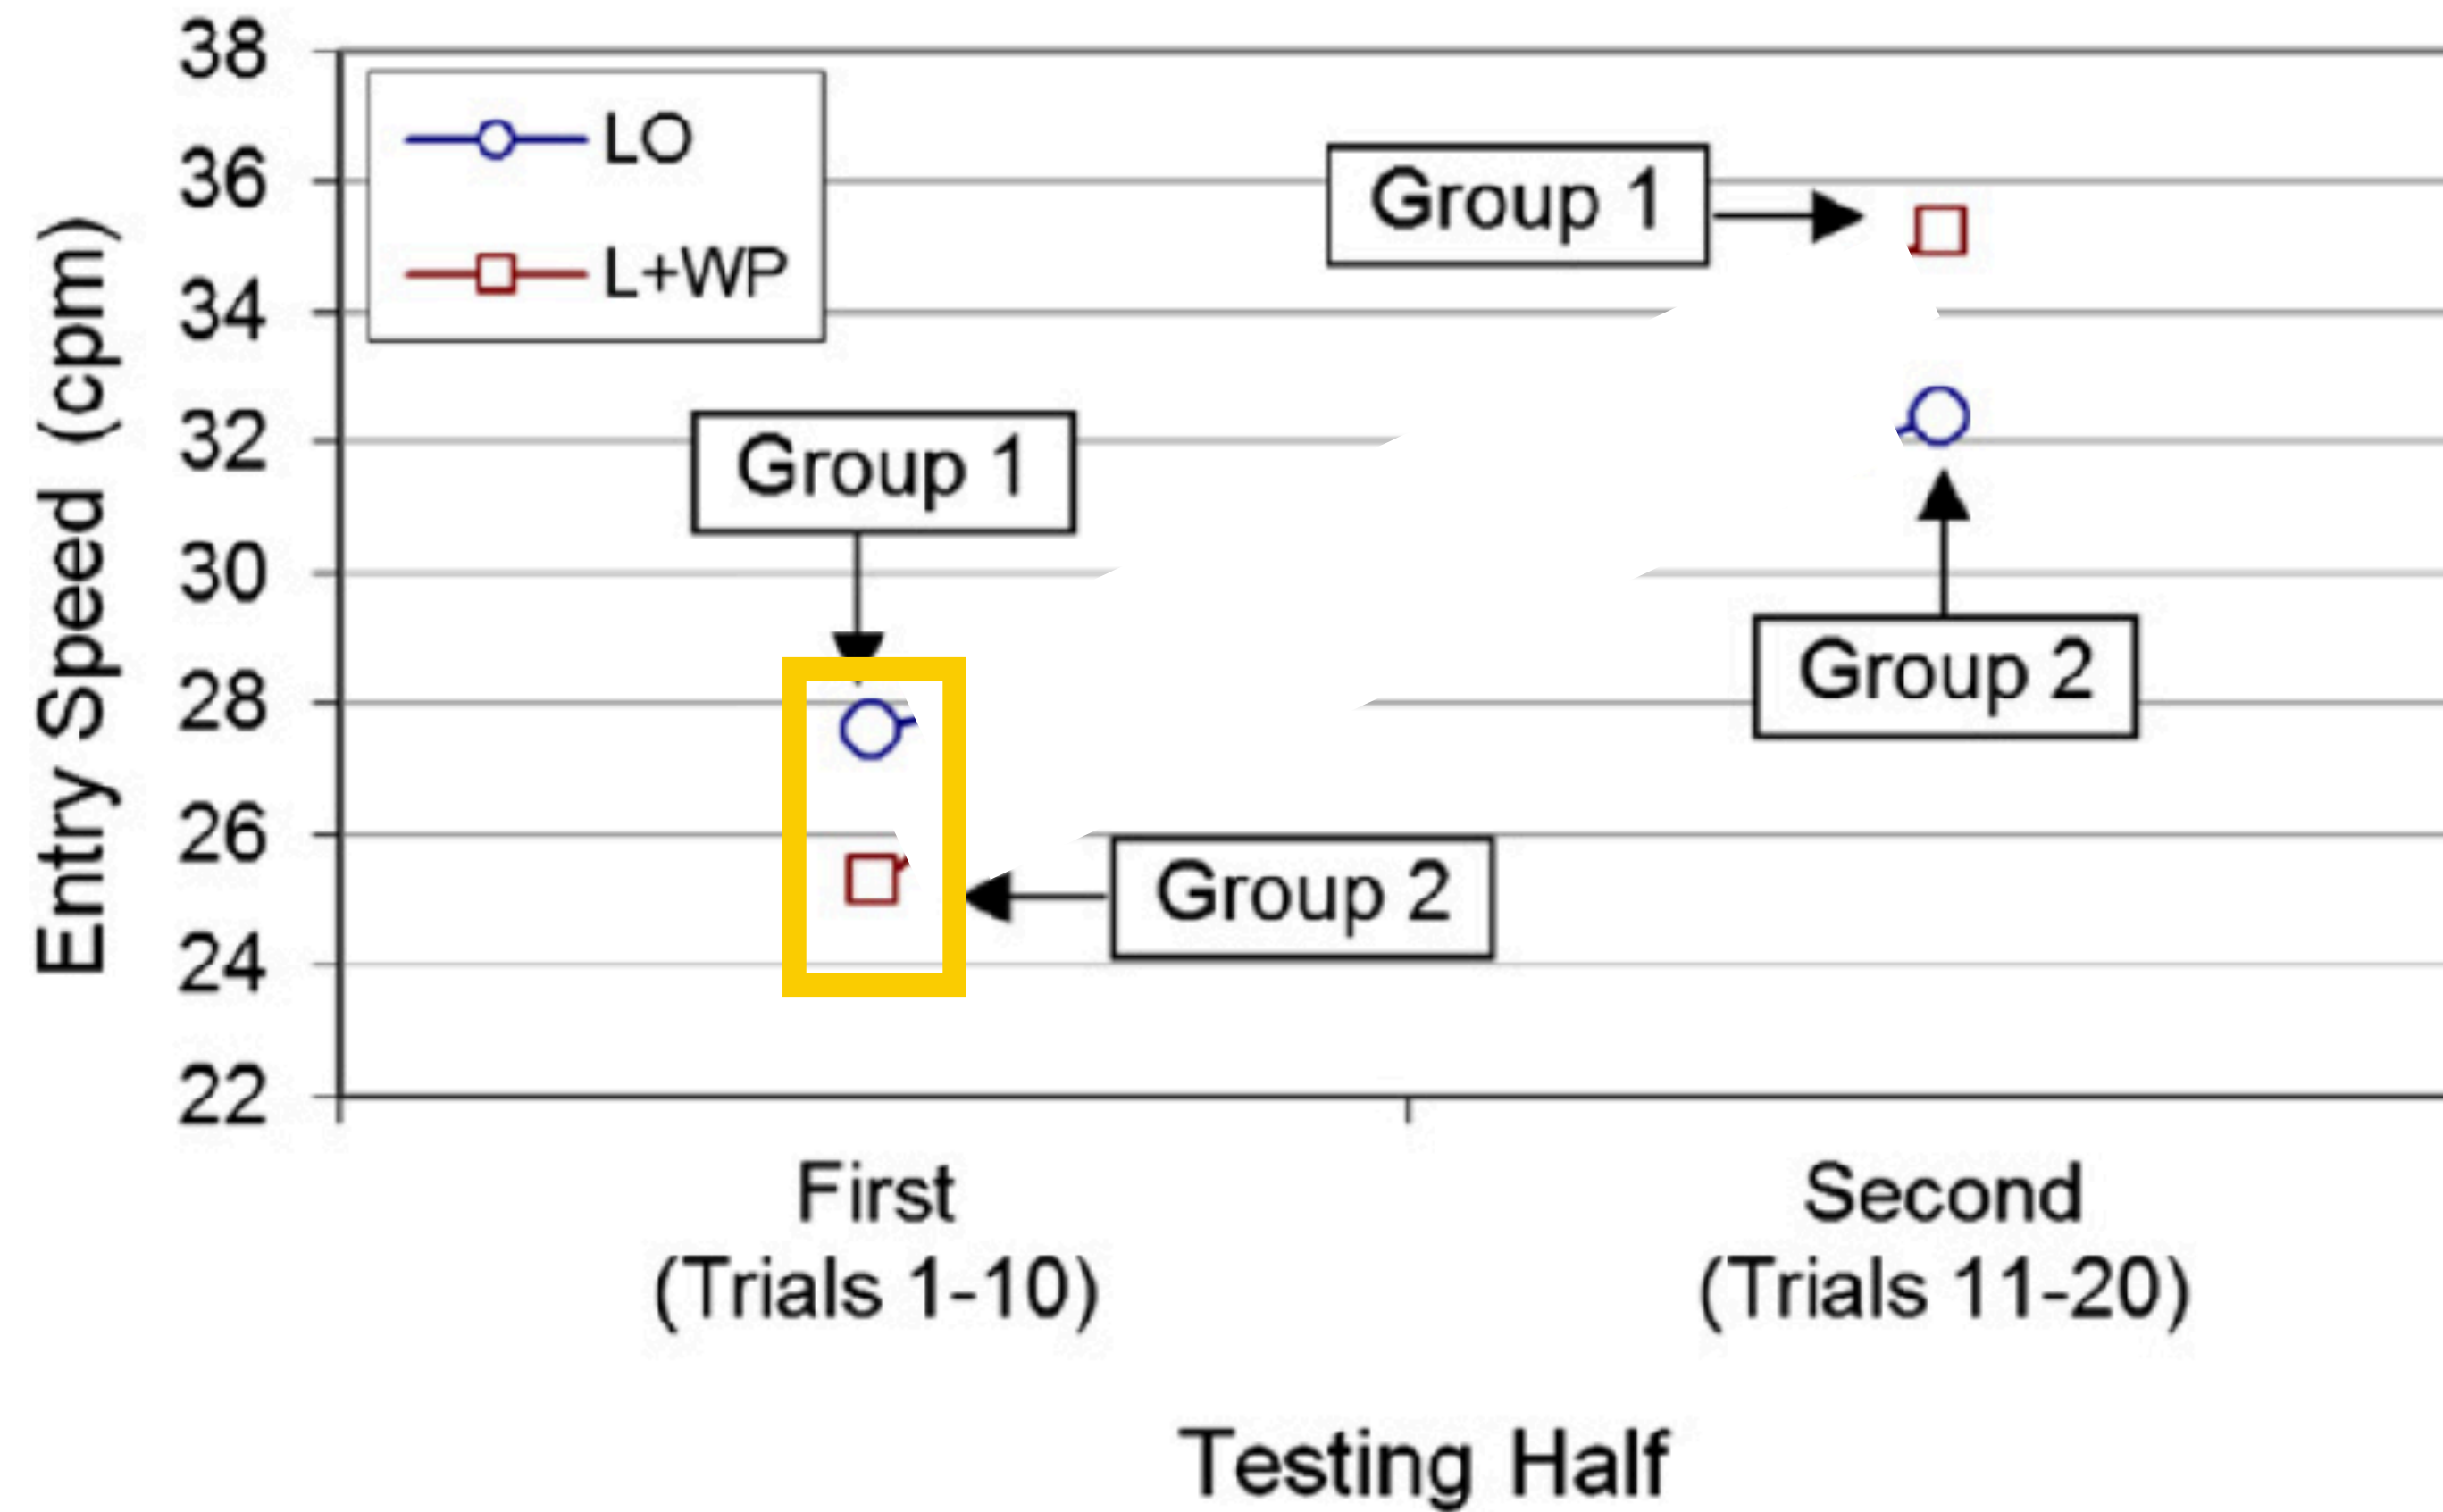 38
LO
36
Group 1
L+WP
34
32
Group 1
30
28
Group 2
26
Group 2
24
22
Entry Speed (cpm)
First
Second
(Trials 1-10)
(Trials 11-20)
Testing Half